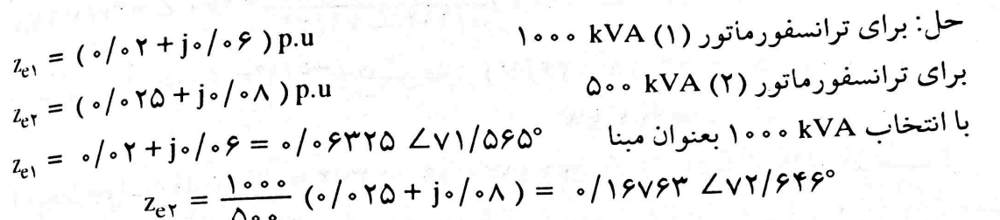 حل: برای ترانسفورماتور (۱) ۱۰۰۰ kVA z_e۱ = (۰/۰۲ + j۰/۰۶) p.u
برای ترانسفورماتور (۲) ۵۰۰ kVA z_e۲ = (۰/۰۲۵ + j۰/۰۸) p.u
با انتخاب ۱۰۰۰ kVA بعنوان مبنا z_e۱ = ۰/۰۲ + j۰/۰۶ = ۰/۰۶۳۲۵ ∠۷۱/۵۶۵°
z_e۲ = ۱۰۰۰/۵۰۰ (۰/۰۲۵ + j۰/۰۸) = ۰/۱۶۷۶۳ ∠۷۲/۶۴۶°